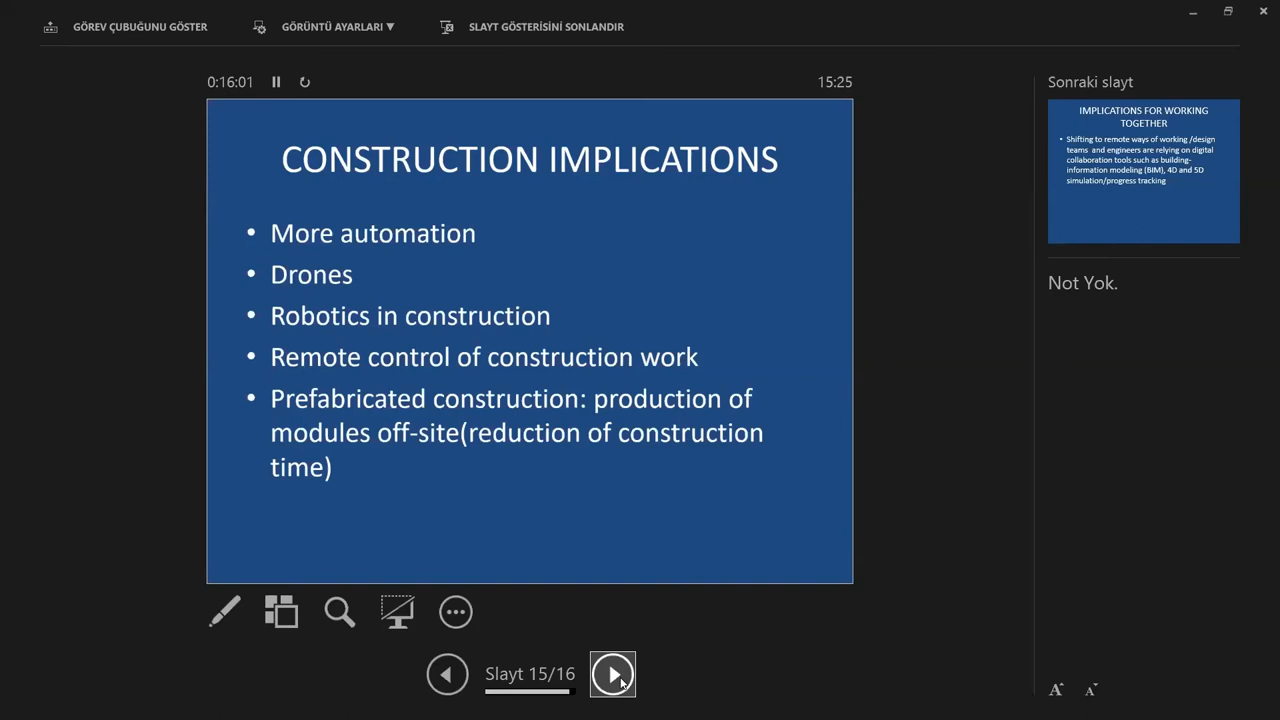 GÖREV ÇUBUĞUNU GÖSTER
GÖRÜNTÜ AYARLARI ▼
SLAYT GÖSTERİSİNİ SONLANDIR
0:16:01
15:25
CONSTRUCTION IMPLICATIONS
• More automation
• Drones
• Robotics in construction
• Remote control of construction work
• Prefabricated construction: production of
modules off-site(reduction of construction
time)
Slayt 15/16
Sonraki slayt
IMPLICATIONS FOR WORKING
TOGETHER
• Shifting to remote ways of working /design
teams and engineers are relying on digital
collaboration tools such as building-
information modeling (BIM), 4D and 5D
simulation/progress tracking
Not Yok.
A A